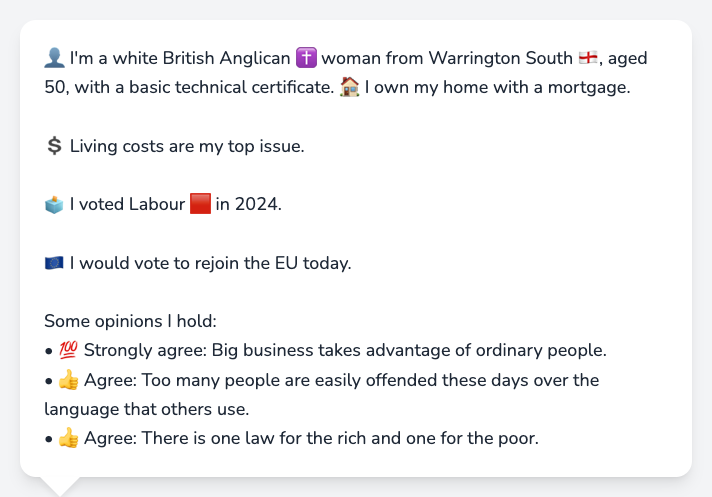 👤 I'm a white British Anglican ✝️ woman from Warrington South 🏴󠁧󠁢󠁥󠁮󠁧󠁿, aged
50, with a basic technical certificate. 🏠 I own my home with a mortgage.
💲 Living costs are my top issue.
🗳️ I voted Labour 🟥 in 2024.
🇪🇺 I would vote to rejoin the EU today.
Some opinions I hold:
• 💯 Strongly agree: Big business takes advantage of ordinary people.
• 👍 Agree: Too many people are easily offended these days over the
language that others use.
• 👍 Agree: There is one law for the rich and one for the poor.